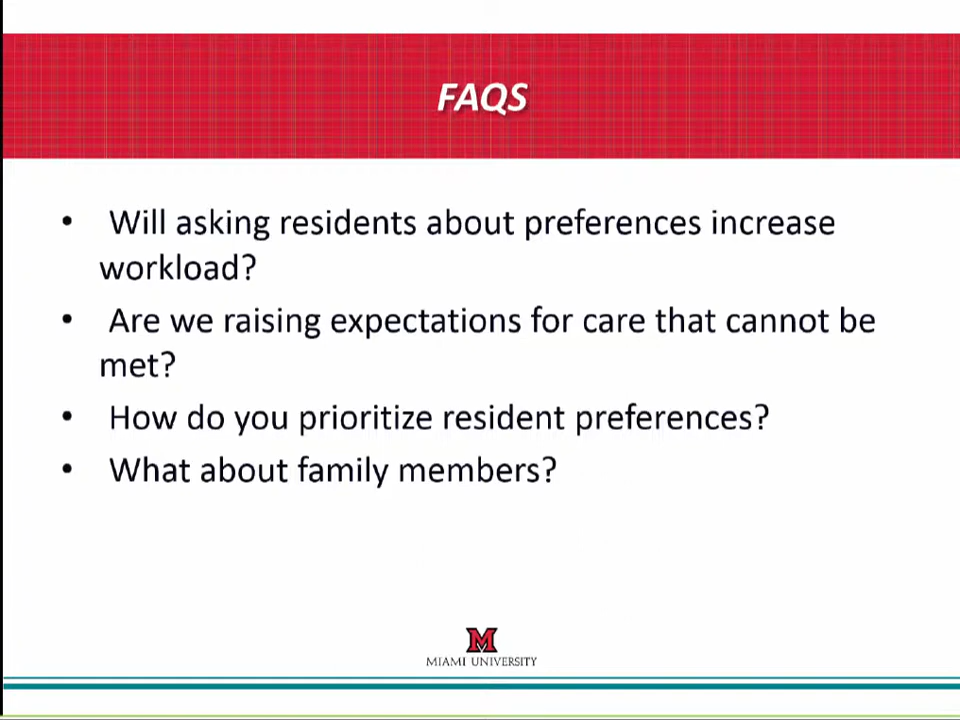 FAQS
• Will asking residents about preferences increase
workload?
• Are we raising expectations for care that cannot be
met?
• How do you prioritize resident preferences?
• What about family members?
M
MIAMI UNIVERSITY